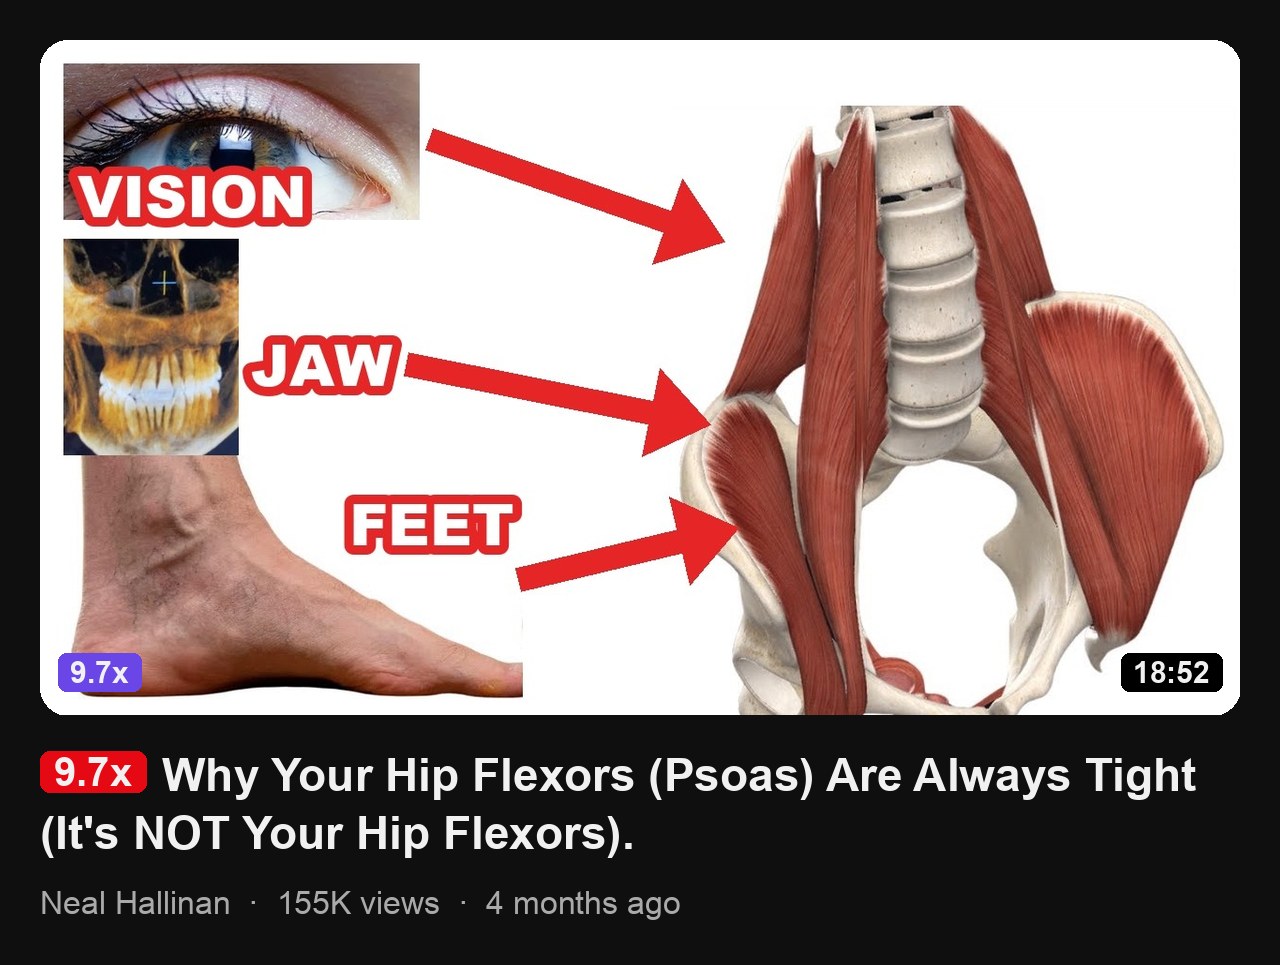 VISION
JAW
FEET
9.7x
18:52
9.7x Why Your Hip Flexors (Psoas) Are Always Tight
(It's NOT Your Hip Flexors).
Neal Hallinan · 155K views · 4 months ago